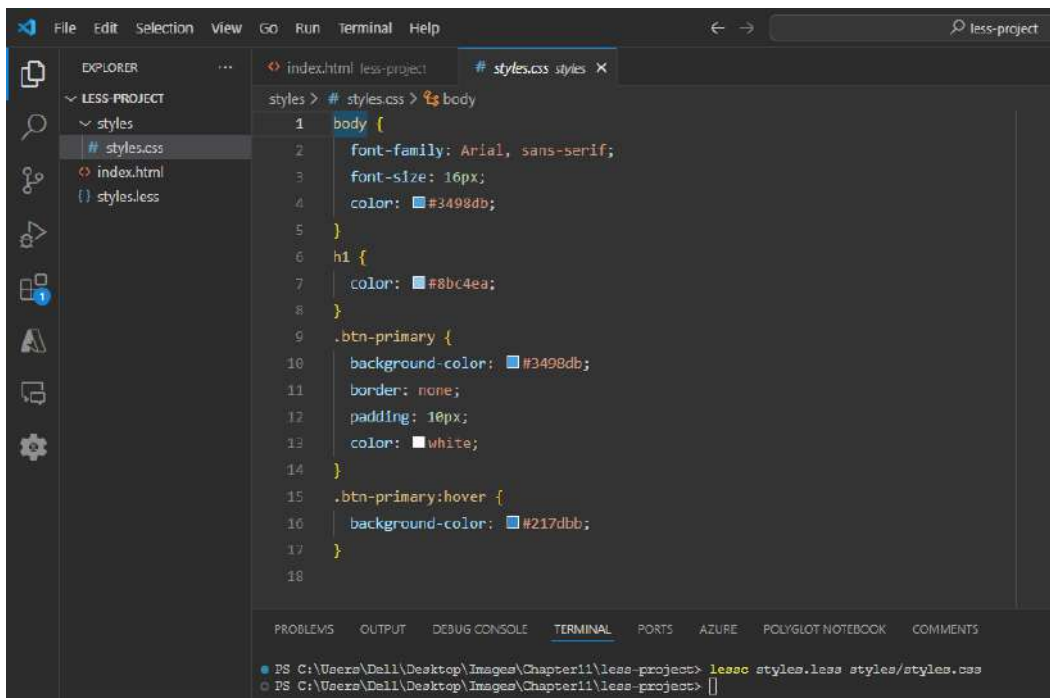 File Edit Selection View Go Run Terminal Help
less-project
EXPLORER ...
LESS-PROJECT
styles
# styles.css
index.html
{} styles.less
1
index.html less-project
# styles.css styles ×
styles > # styles.css > body
1 body {
2 font-family: Arial, sans-serif;
3 font-size: 16px;
4 color: #3498db;
5 }
6 h1 {
7 color: #8bc4ea;
8 }
9 .btn-primary {
10 background-color: #3498db;
11 border: none;
12 padding: 10px;
13 color: white;
14 }
15 .btn-primary:hover {
16 background-color: #217dbb;
17 }
18
PROBLEMS OUTPUT DEBUG CONSOLE TERMINAL PORTS AZURE POLYGLOT NOTEBOOK COMMENTS
PS C:\Users\Dell\Desktop\Images\Chapter11\less-project> lessc styles.less styles/styles.css
PS C:\Users\Dell\Desktop\Images\Chapter11\less-project>